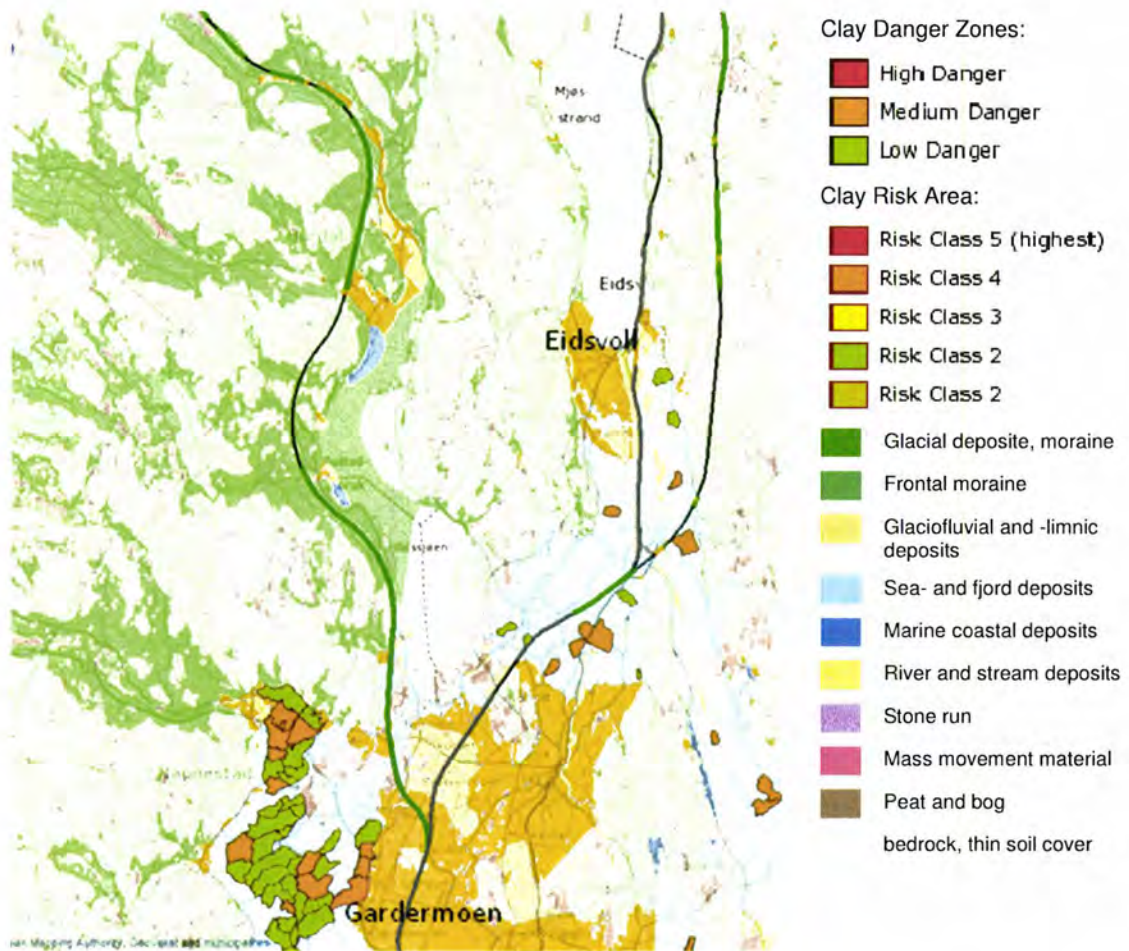 Mjøs-
strand
Eidsv
Eidsvoll
Gardermoen
Clay Danger Zones:
High Danger
Medium Danger
Low Danger
Clay Risk Area:
Risk Class 5 (highest)
Risk Class 4
Risk Class 3
Risk Class 2
Risk Class 2
Glacial deposite, moraine
Frontal moraine
Glaciofluvial and -limnic
deposits
Sea- and fjord deposits
Marine coastal deposits
River and stream deposits
Stone run
Mass movement material
Peat and bog
bedrock, thin soil cover